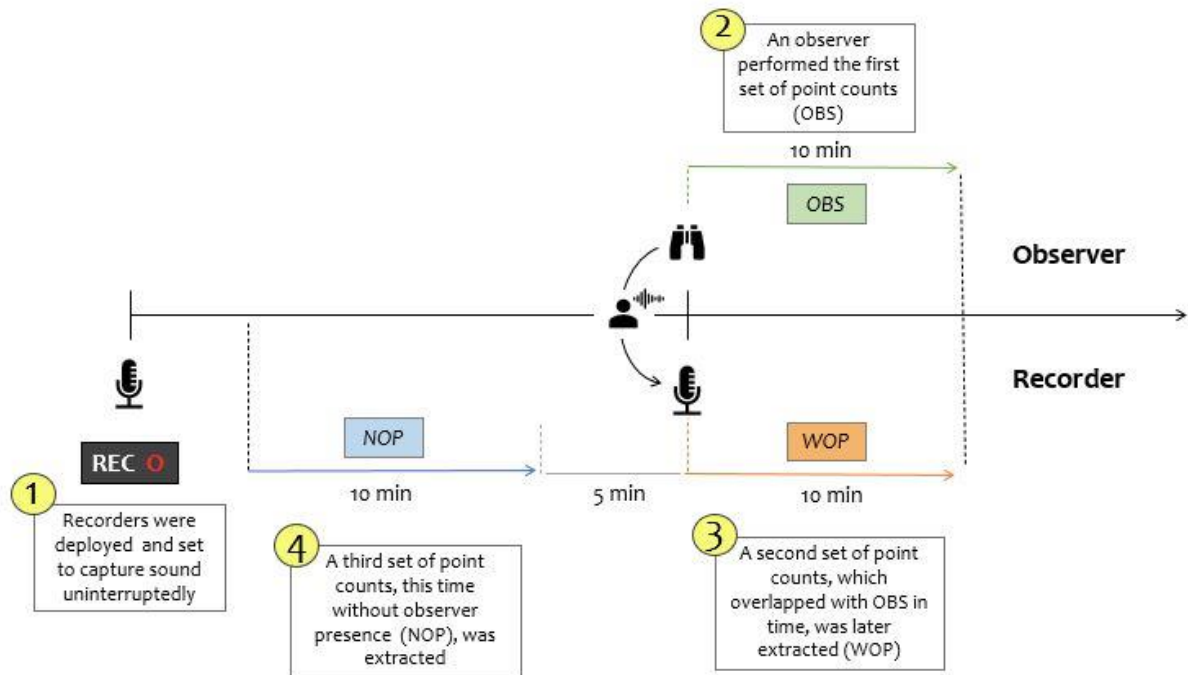 2
An observer
performed the first
set of point counts
(OBS)
10 min
OBS
Observer
Recorder
NOP
WOP
REC O
10 min
5 min
10 min
1
Recorders were
deployed and set
to capture sound
uninterruptedly
4
A third set of point
counts, this time
without observer
presence (NOP), was
extracted
3
A second set of point
counts, which
overlapped with OBS in
time, was later
extracted (WOP)